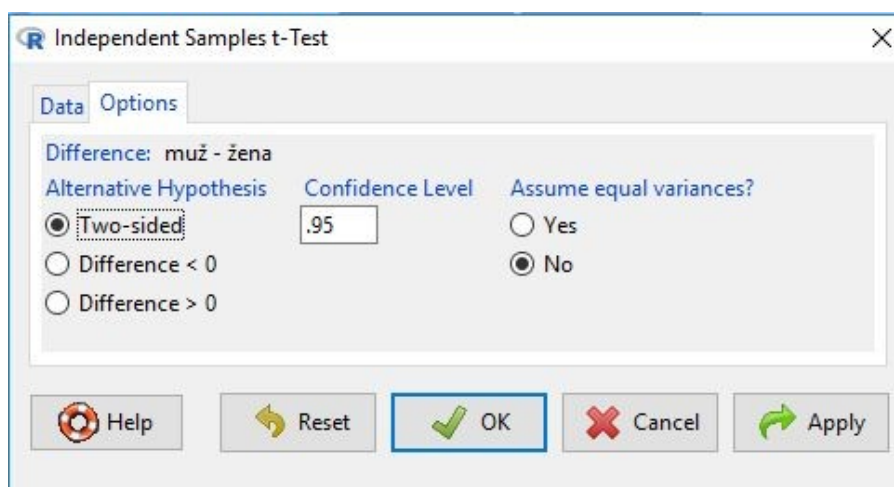 Independent Samples t-Test
Data Options
Difference: muž - žena
Alternative Hypothesis Confidence Level Assume equal variances?
Two-sided .95 Yes
Difference < 0 No
Difference > 0
Help Reset OK Cancel Apply